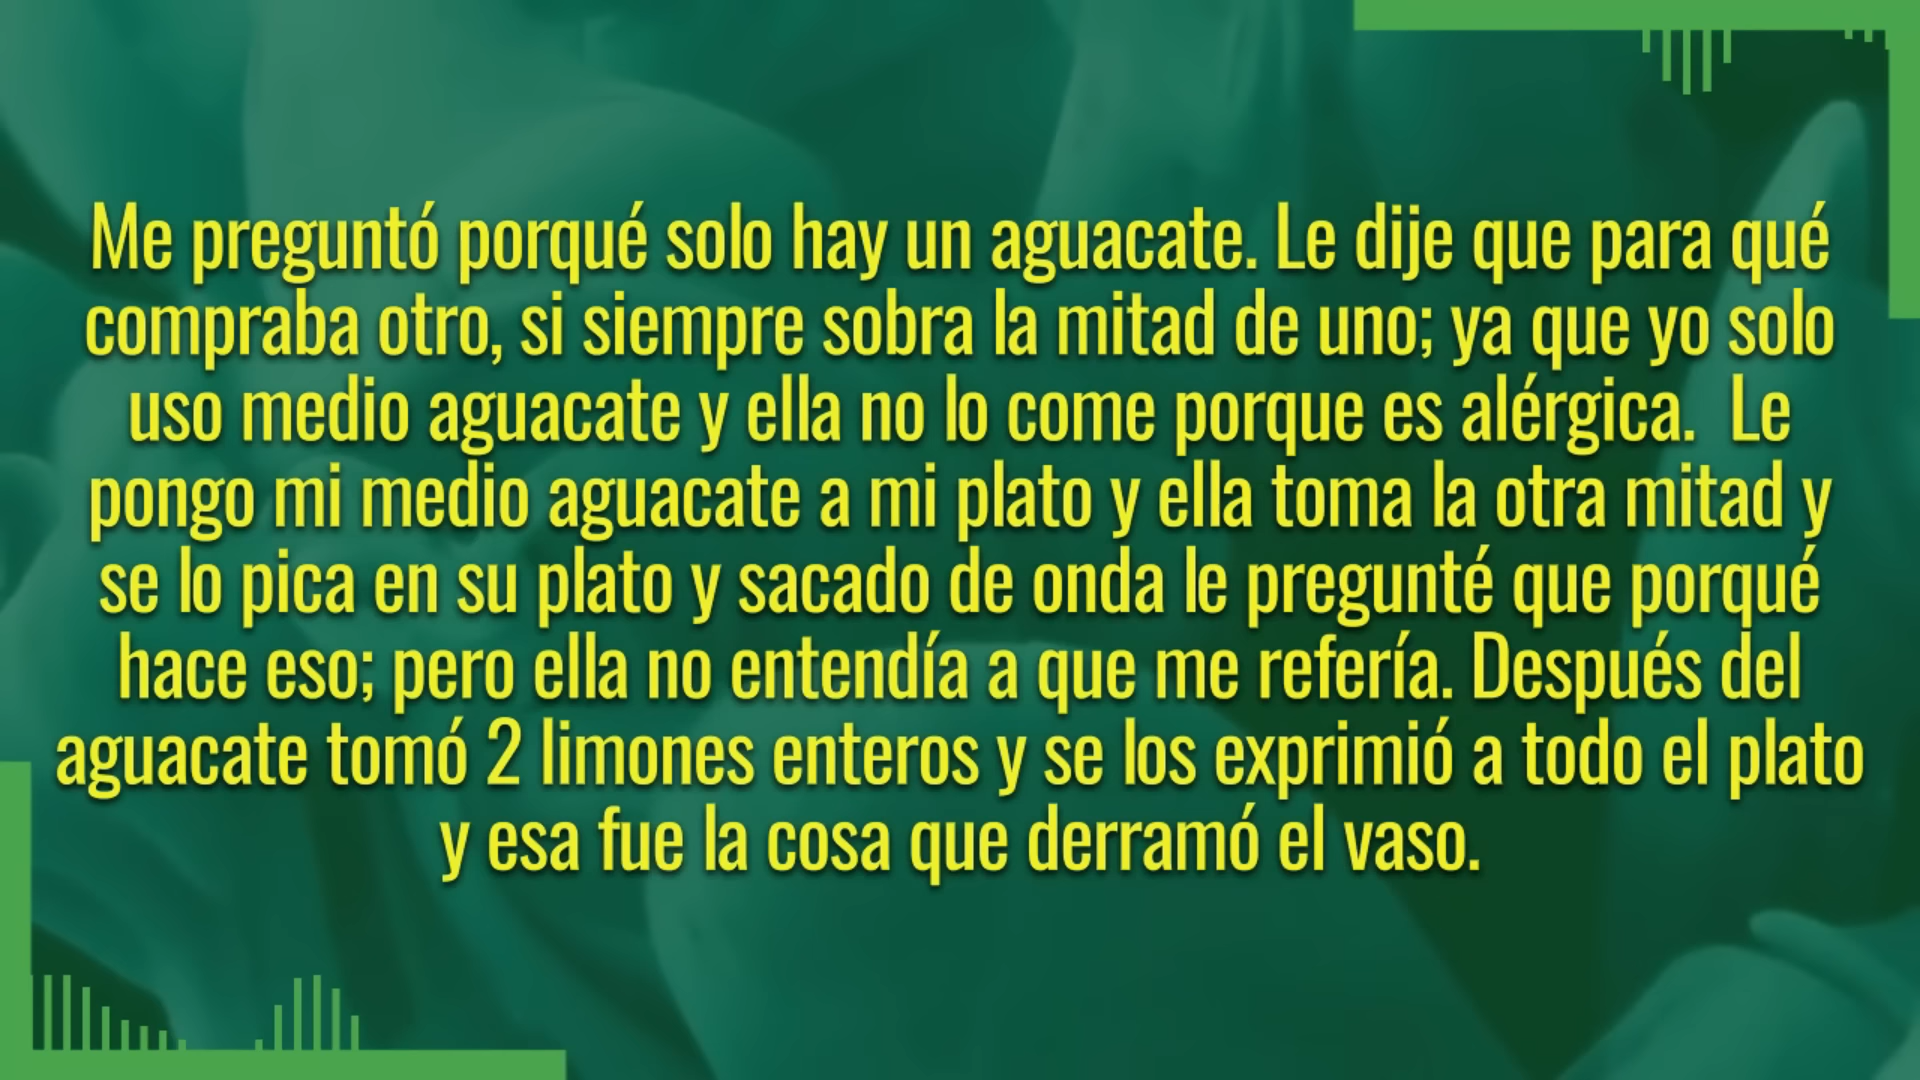 Me preguntó porqué solo hay un aguacate. Le dije que para qué
compraba otro, si siempre sobra la mitad de uno; ya que yo solo
uso medio aguacate y ella no lo come porque es alérgica.  Le
pongo mi medio aguacate a mi plato y ella toma la otra mitad y
se lo pica en su plato y sacado de onda le pregunté que porqué
hace eso; pero ella no entendía a que me refería. Después del
aguacate tomó 2 limones enteros y se los exprimió a todo el plato
y esa fue la cosa que derramó el vaso.